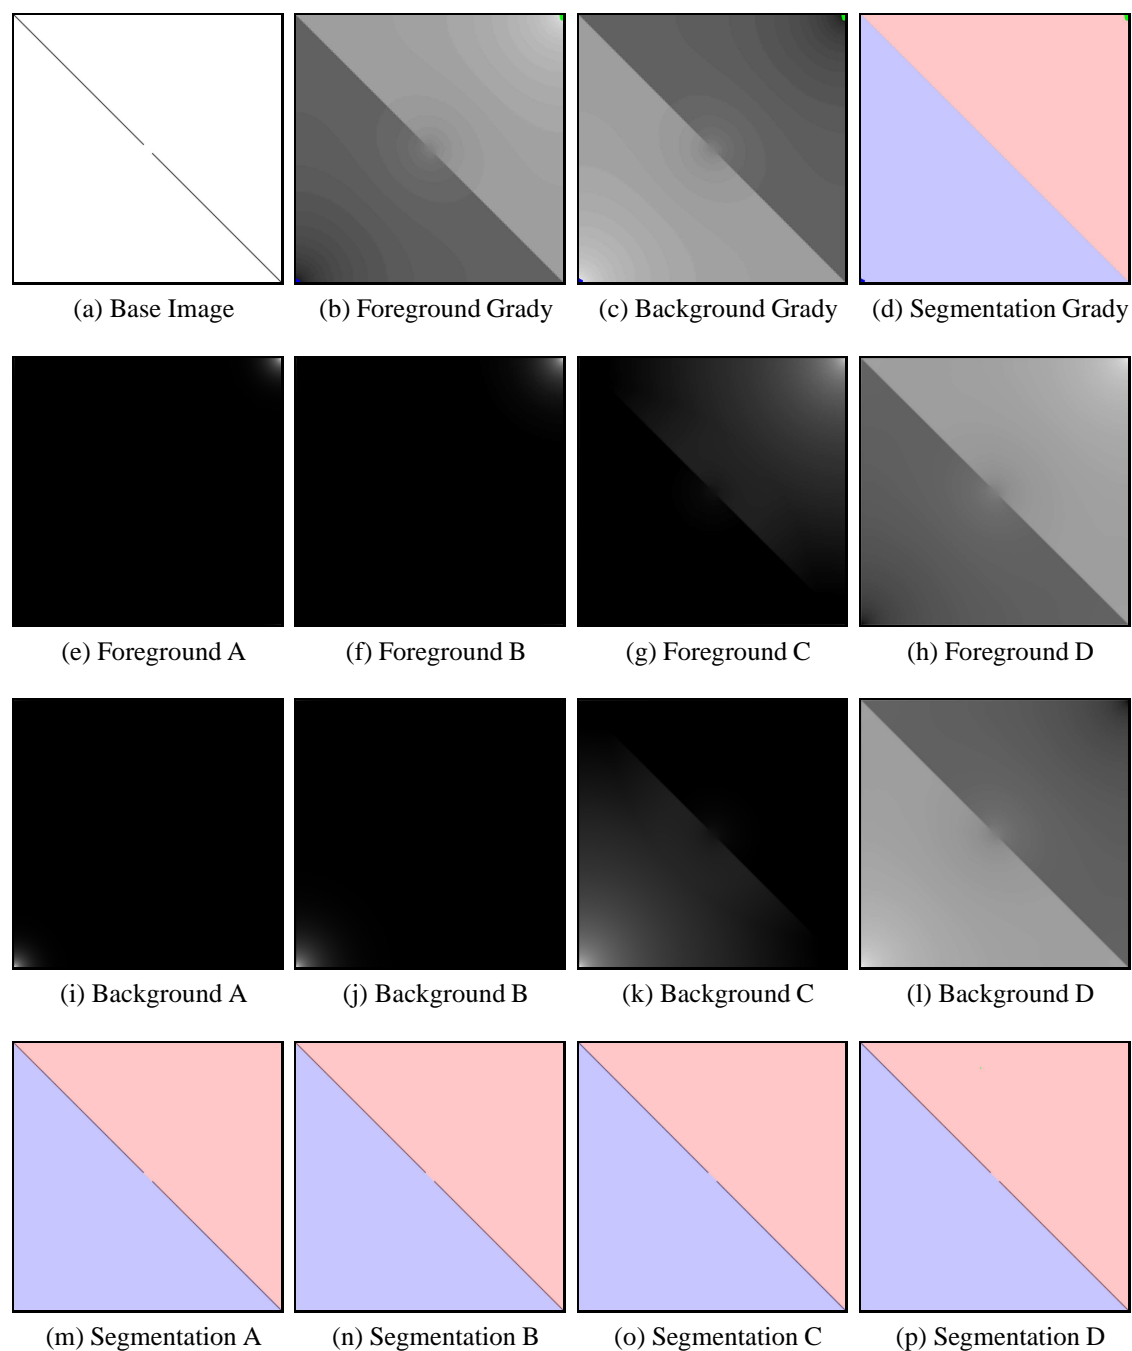 (a) Base Image
(b) Foreground Grady
(c) Background Grady
(d) Segmentation Grady
(e) Foreground A
(f) Foreground B
(g) Foreground C
(h) Foreground D
(i) Background A
(j) Background B
(k) Background C
(l) Background D
(m) Segmentation A
(n) Segmentation B
(o) Segmentation C
(p) Segmentation D